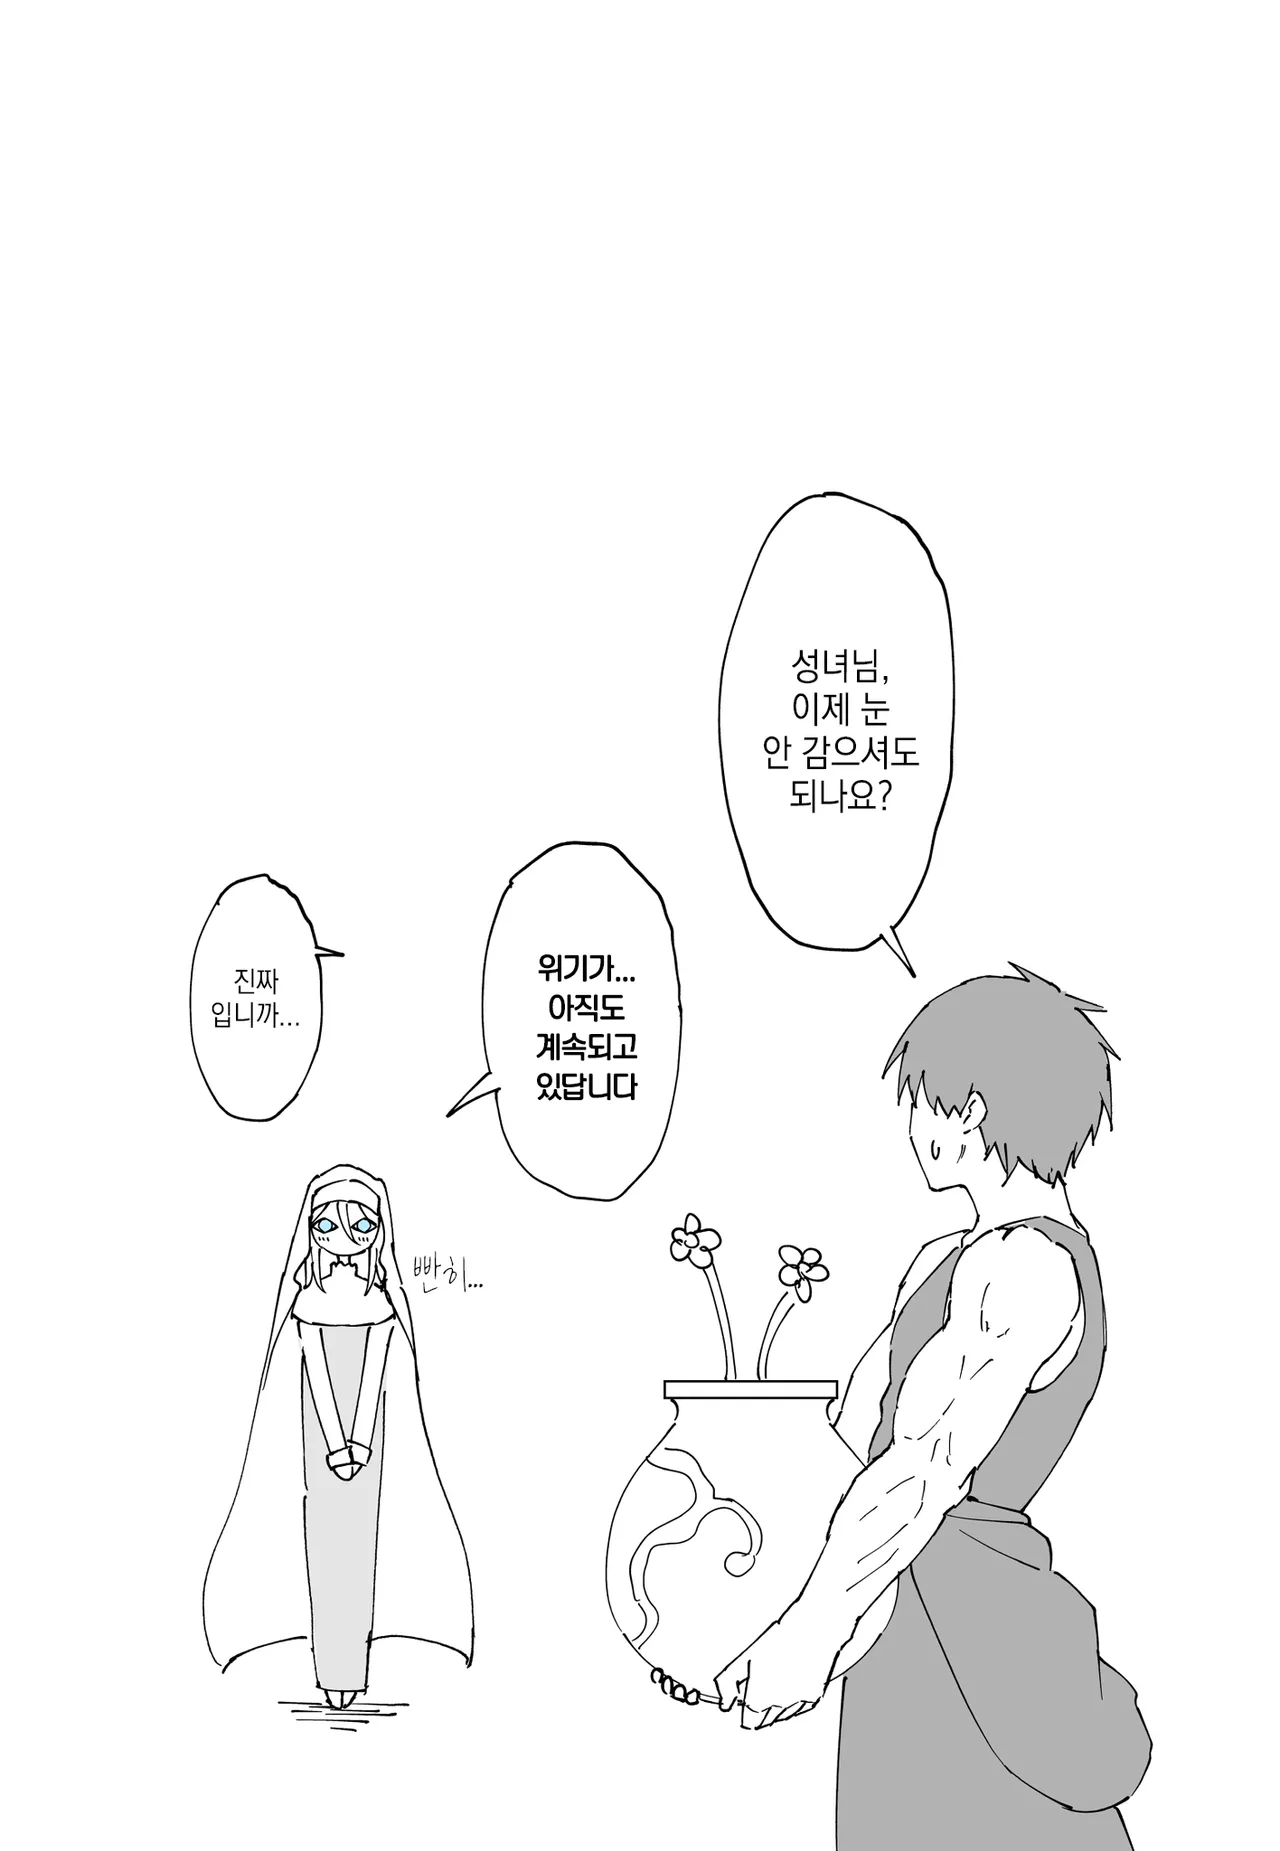 성녀님,
이제 눈
안 감으셔도
되나요?
위기가...
아직도
계속되고
있답니다
진짜
입니까...
빤히...